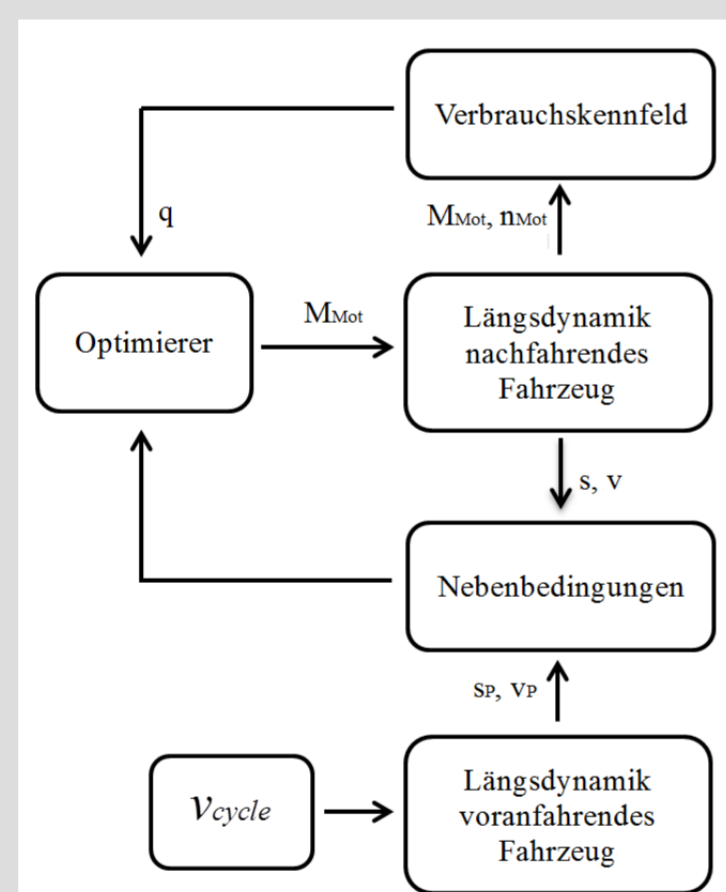 Verbrauchskennfeld
q
MMot, nMot
Optimierer
MMot
Längsdynamik
nachfahrendes
Fahrzeug
s, v
Nebenbedingungen
sP, vP
vcycle
Längsdynamik
voranfahrendes
Fahrzeug